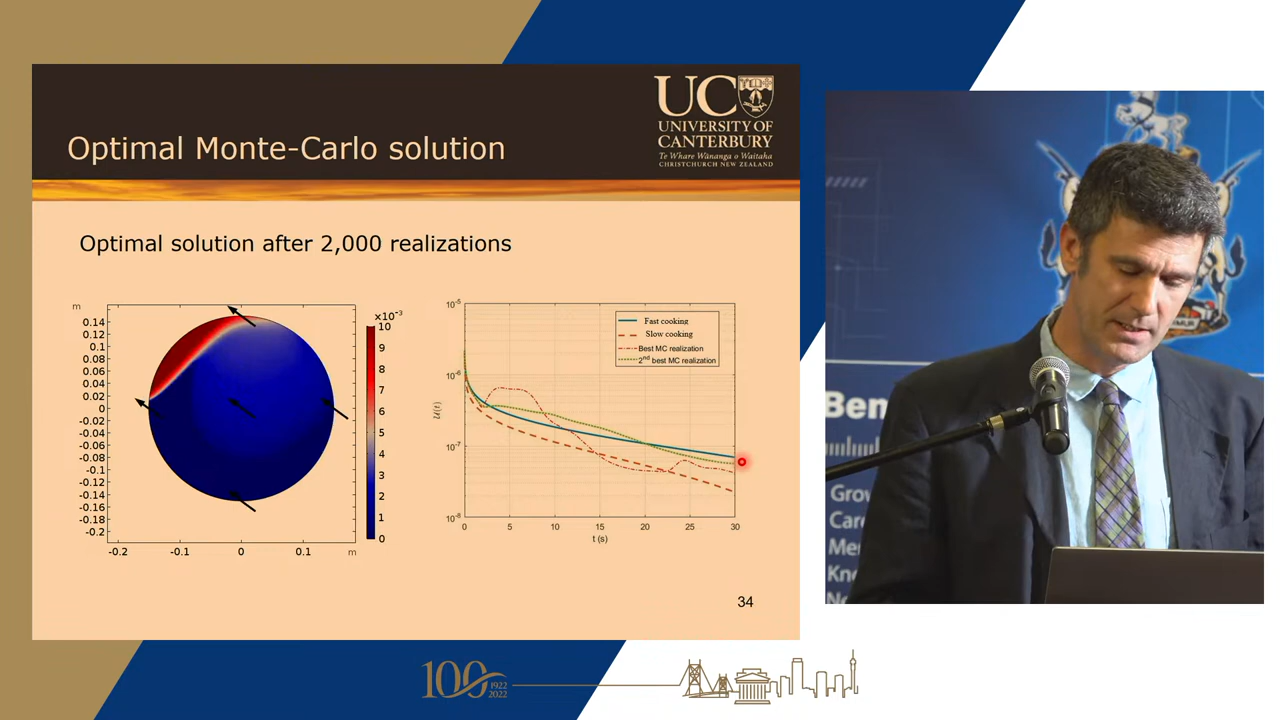 Optimal Monte-Carlo solution
UC
UNIVERSITY OF
CANTERBURY
Te Whare Wānanga o Waitaha
CHRISTCHURCH NEW ZEALAND
Optimal solution after 2,000 realizations
m
0.14
0.12
0.1
0.08
0.06
0.04
0.02
0
-0.02
-0.04
-0.06
-0.08
-0.1
-0.12
-0.14
-0.16
-0.18
-0.2
-0.2 -0.1 0 0.1 m
×10⁻³
10
9
8
7
6
5
4
3
2
1
0
10⁻⁵
10⁻⁶
10⁻⁷
10⁻⁸
U(t)
Fast cooking
Slow cooking
Best MC realization
2nd best MC realization
0 5 10 15 20 25 30
t (s)
34
Ben
Grow
Care
Me
Kno
100 1922
2022